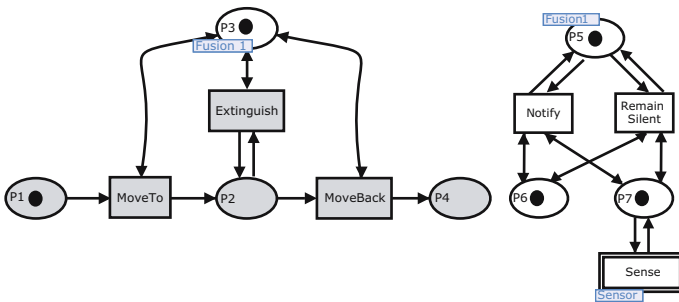 P3
Fusion 1
Extinguish
P1
MoveTo
P2
MoveBack
P4
Fusion1
P5
Notify
Remain
Silent
P6
P7
Sense
Sensor